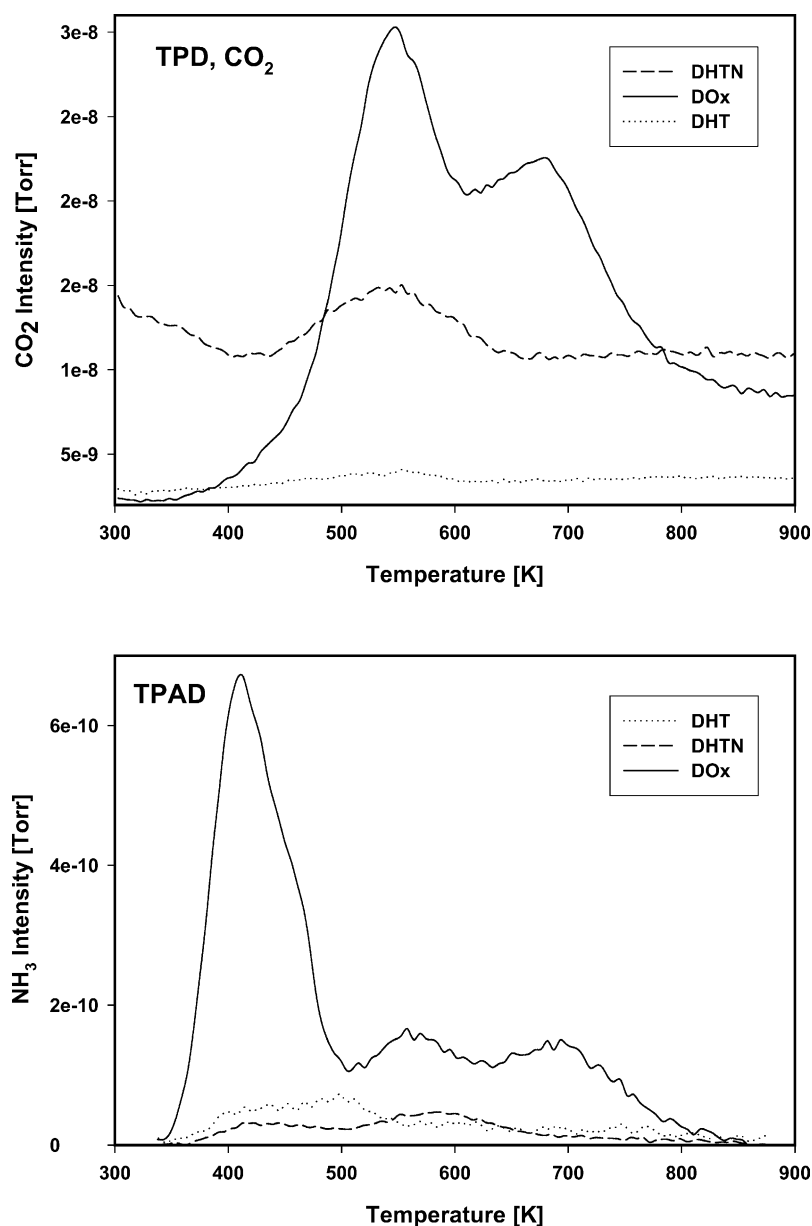 TPD, CO2
DHTN
DOx
DHT
3e-8
2e-8
2e-8
2e-8
1e-8
5e-9
CO2 Intensity [Torr]
300 400 500 600 700 800 900
Temperature [K]
TPAD
DHT
DHTN
DOx
6e-10
4e-10
2e-10
0
NH3 Intensity [Torr]
300 400 500 600 700 800 900
Temperature [K]